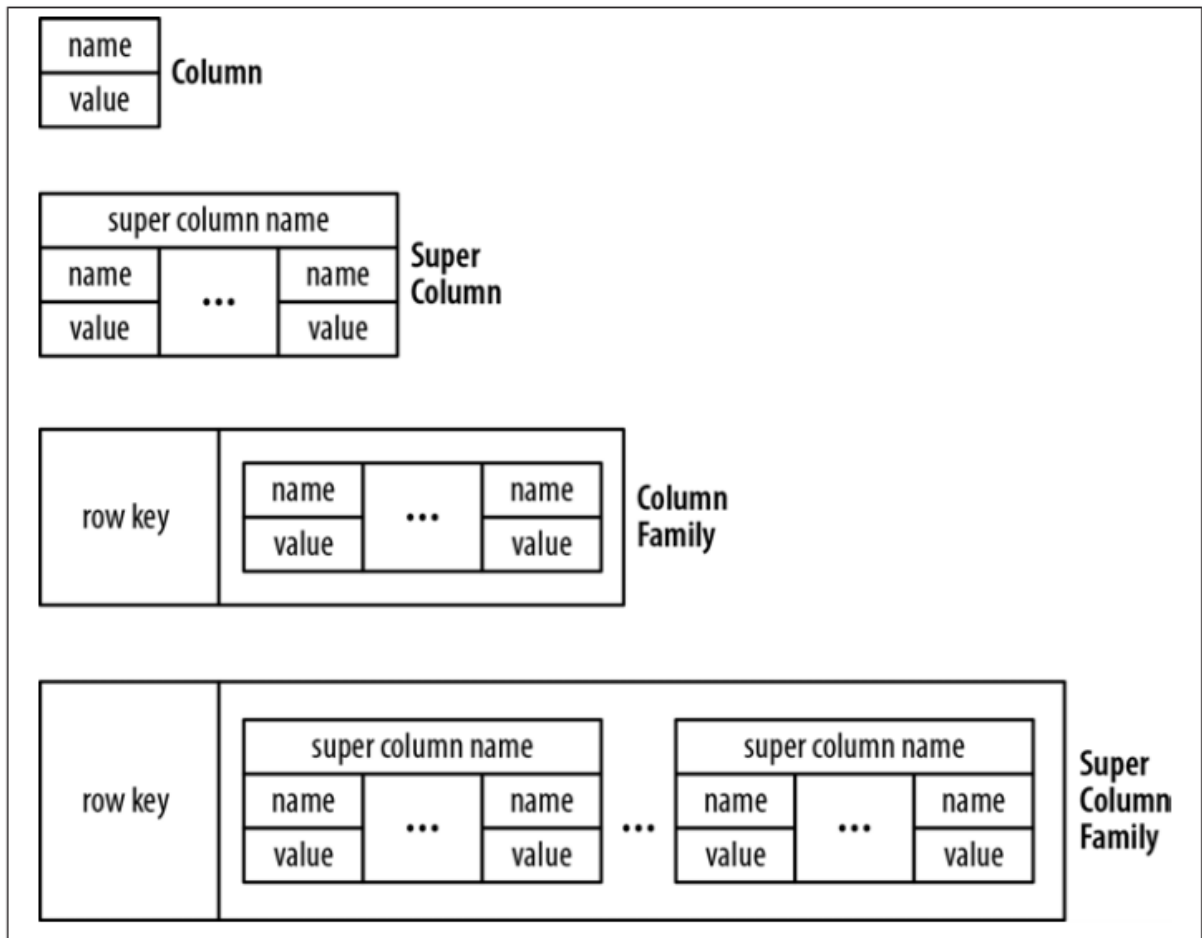 name
value
Column
super column name
name ... name
value value
Super
Column
row key
name ... name
value value
Column
Family
row key
super column name ... super column name
name ... name name ... name
value value value value
Super
Column
Family